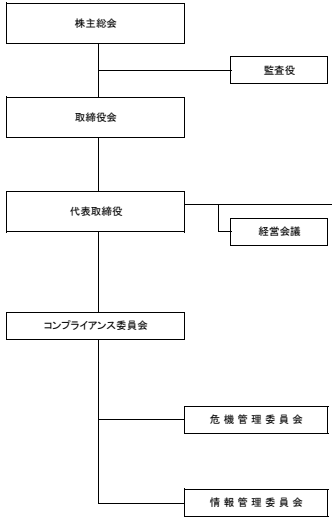 株主総会
監査役
取締役会
代表取締役
経営会議
コンプライアンス委員会
危機管理委員会
情報管理委員会